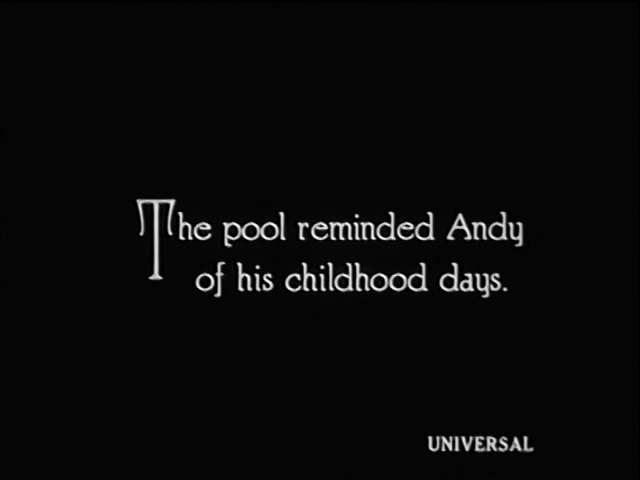 The pool reminded Andy
of his childhood days.
UNIVERSAL